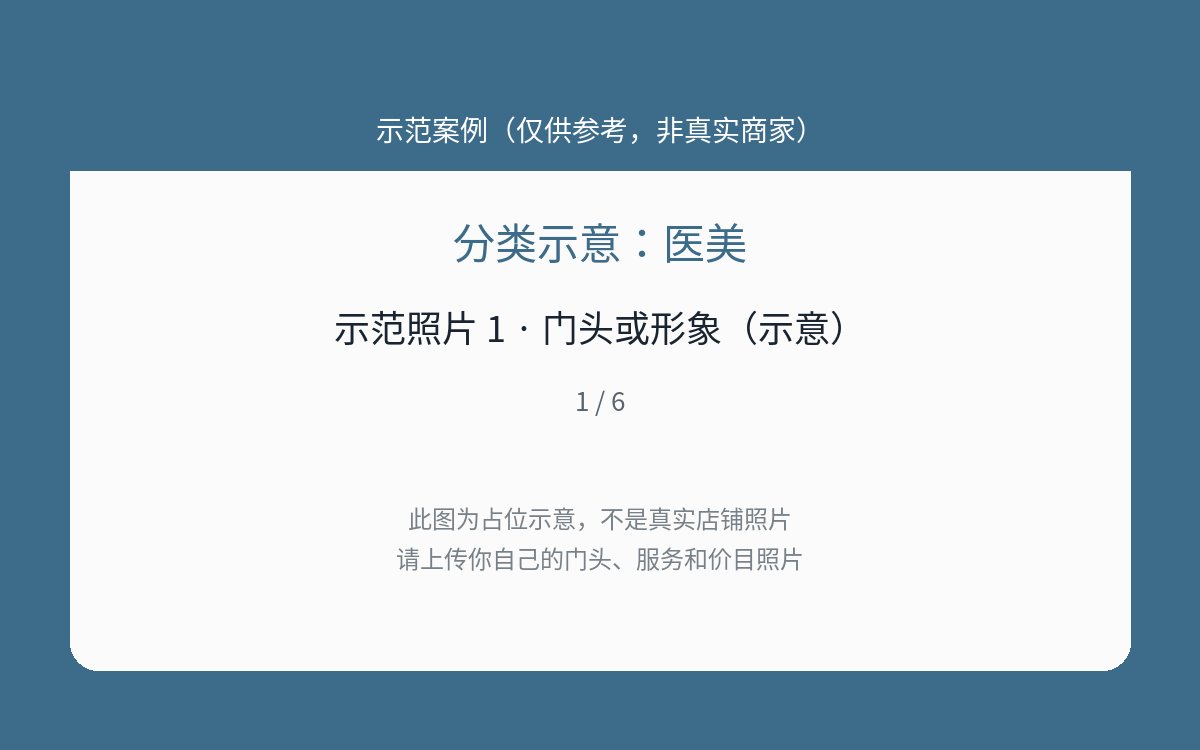 示范案例（仅供参考，非真实商家）
分类示意：医美
示范照片 1 · 门头或形象（示意）
1 / 6
此图为占位示意，不是真实店铺照片
请上传你自己的门头、服务和价目照片